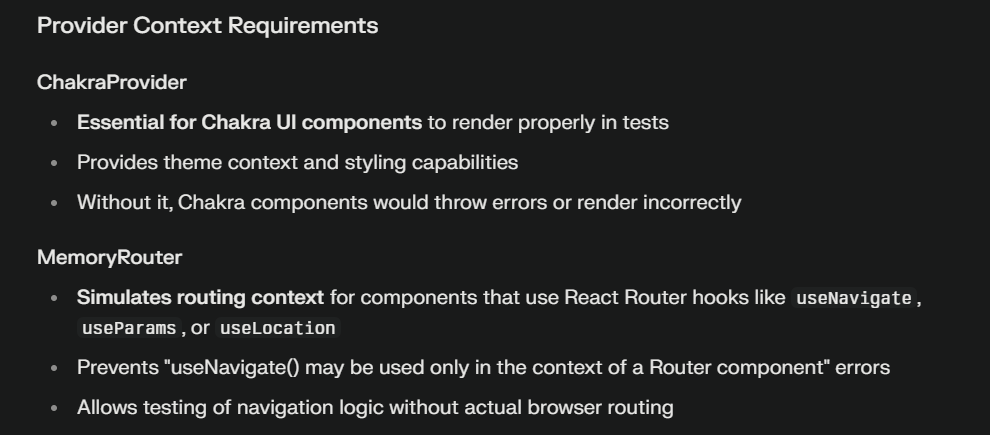 Provider Context Requirements
ChakraProvider
• Essential for Chakra UI components to render properly in tests
• Provides theme context and styling capabilities
• Without it, Chakra components would throw errors or render incorrectly
MemoryRouter
• Simulates routing context for components that use React Router hooks like useNavigate,
useParams, or useLocation
• Prevents "useNavigate() may be used only in the context of a Router component" errors
• Allows testing of navigation logic without actual browser routing